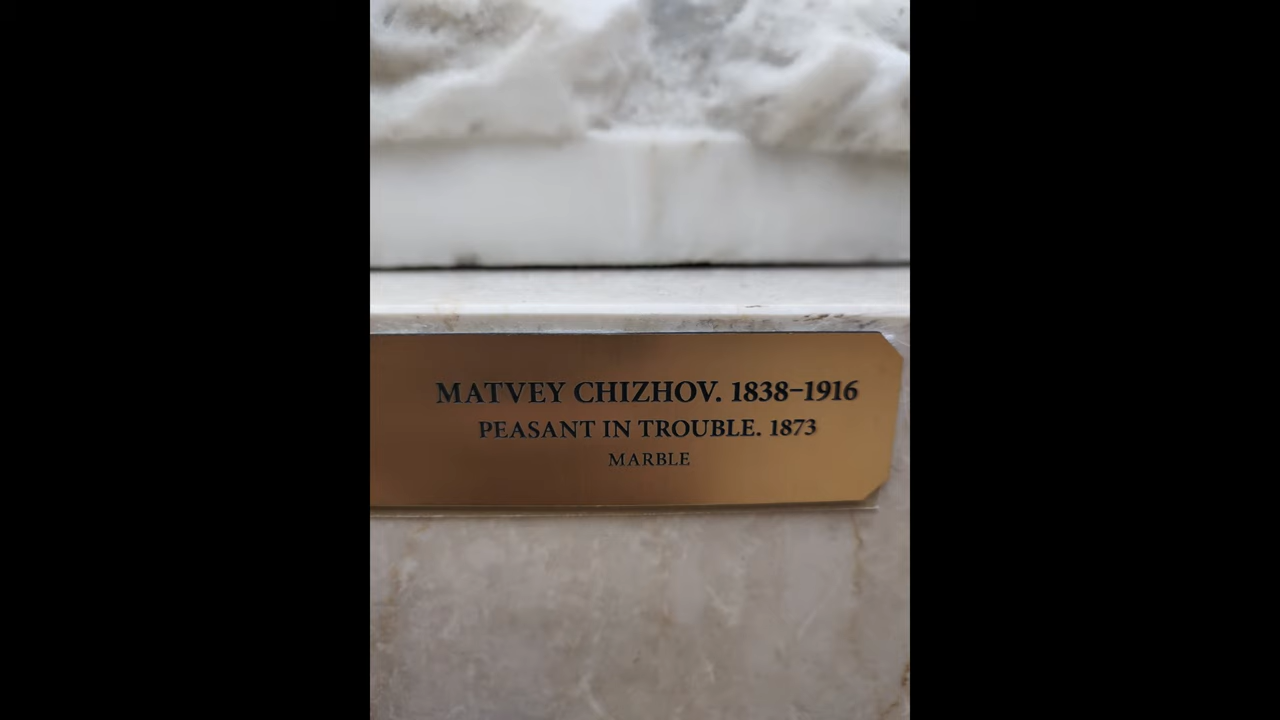 MATVEY CHIZHOV. 1838–1916
PEASANT IN TROUBLE. 1873
MARBLE